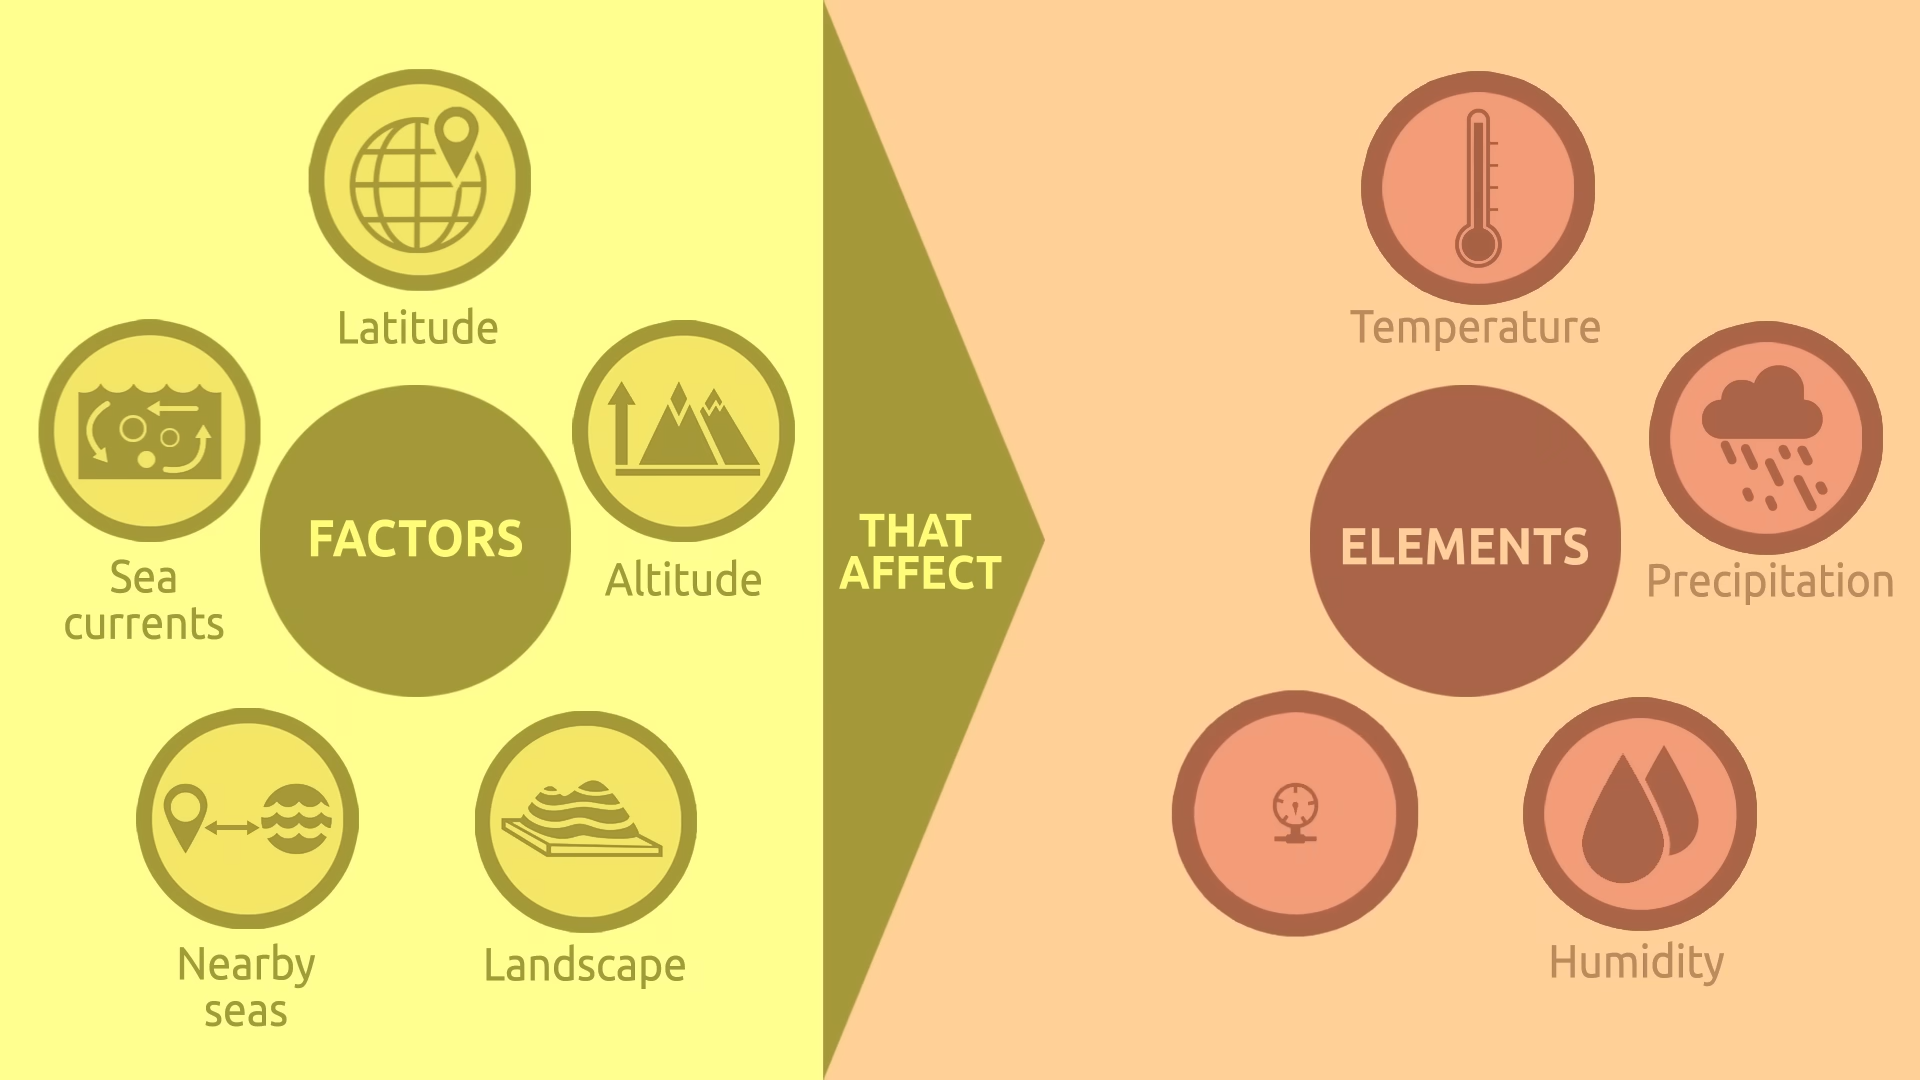 Latitude
Sea
currents
FACTORS
Altitude
Nearby
seas
Landscape
THAT
AFFECT
Temperature
ELEMENTS
Precipitation
Humidity